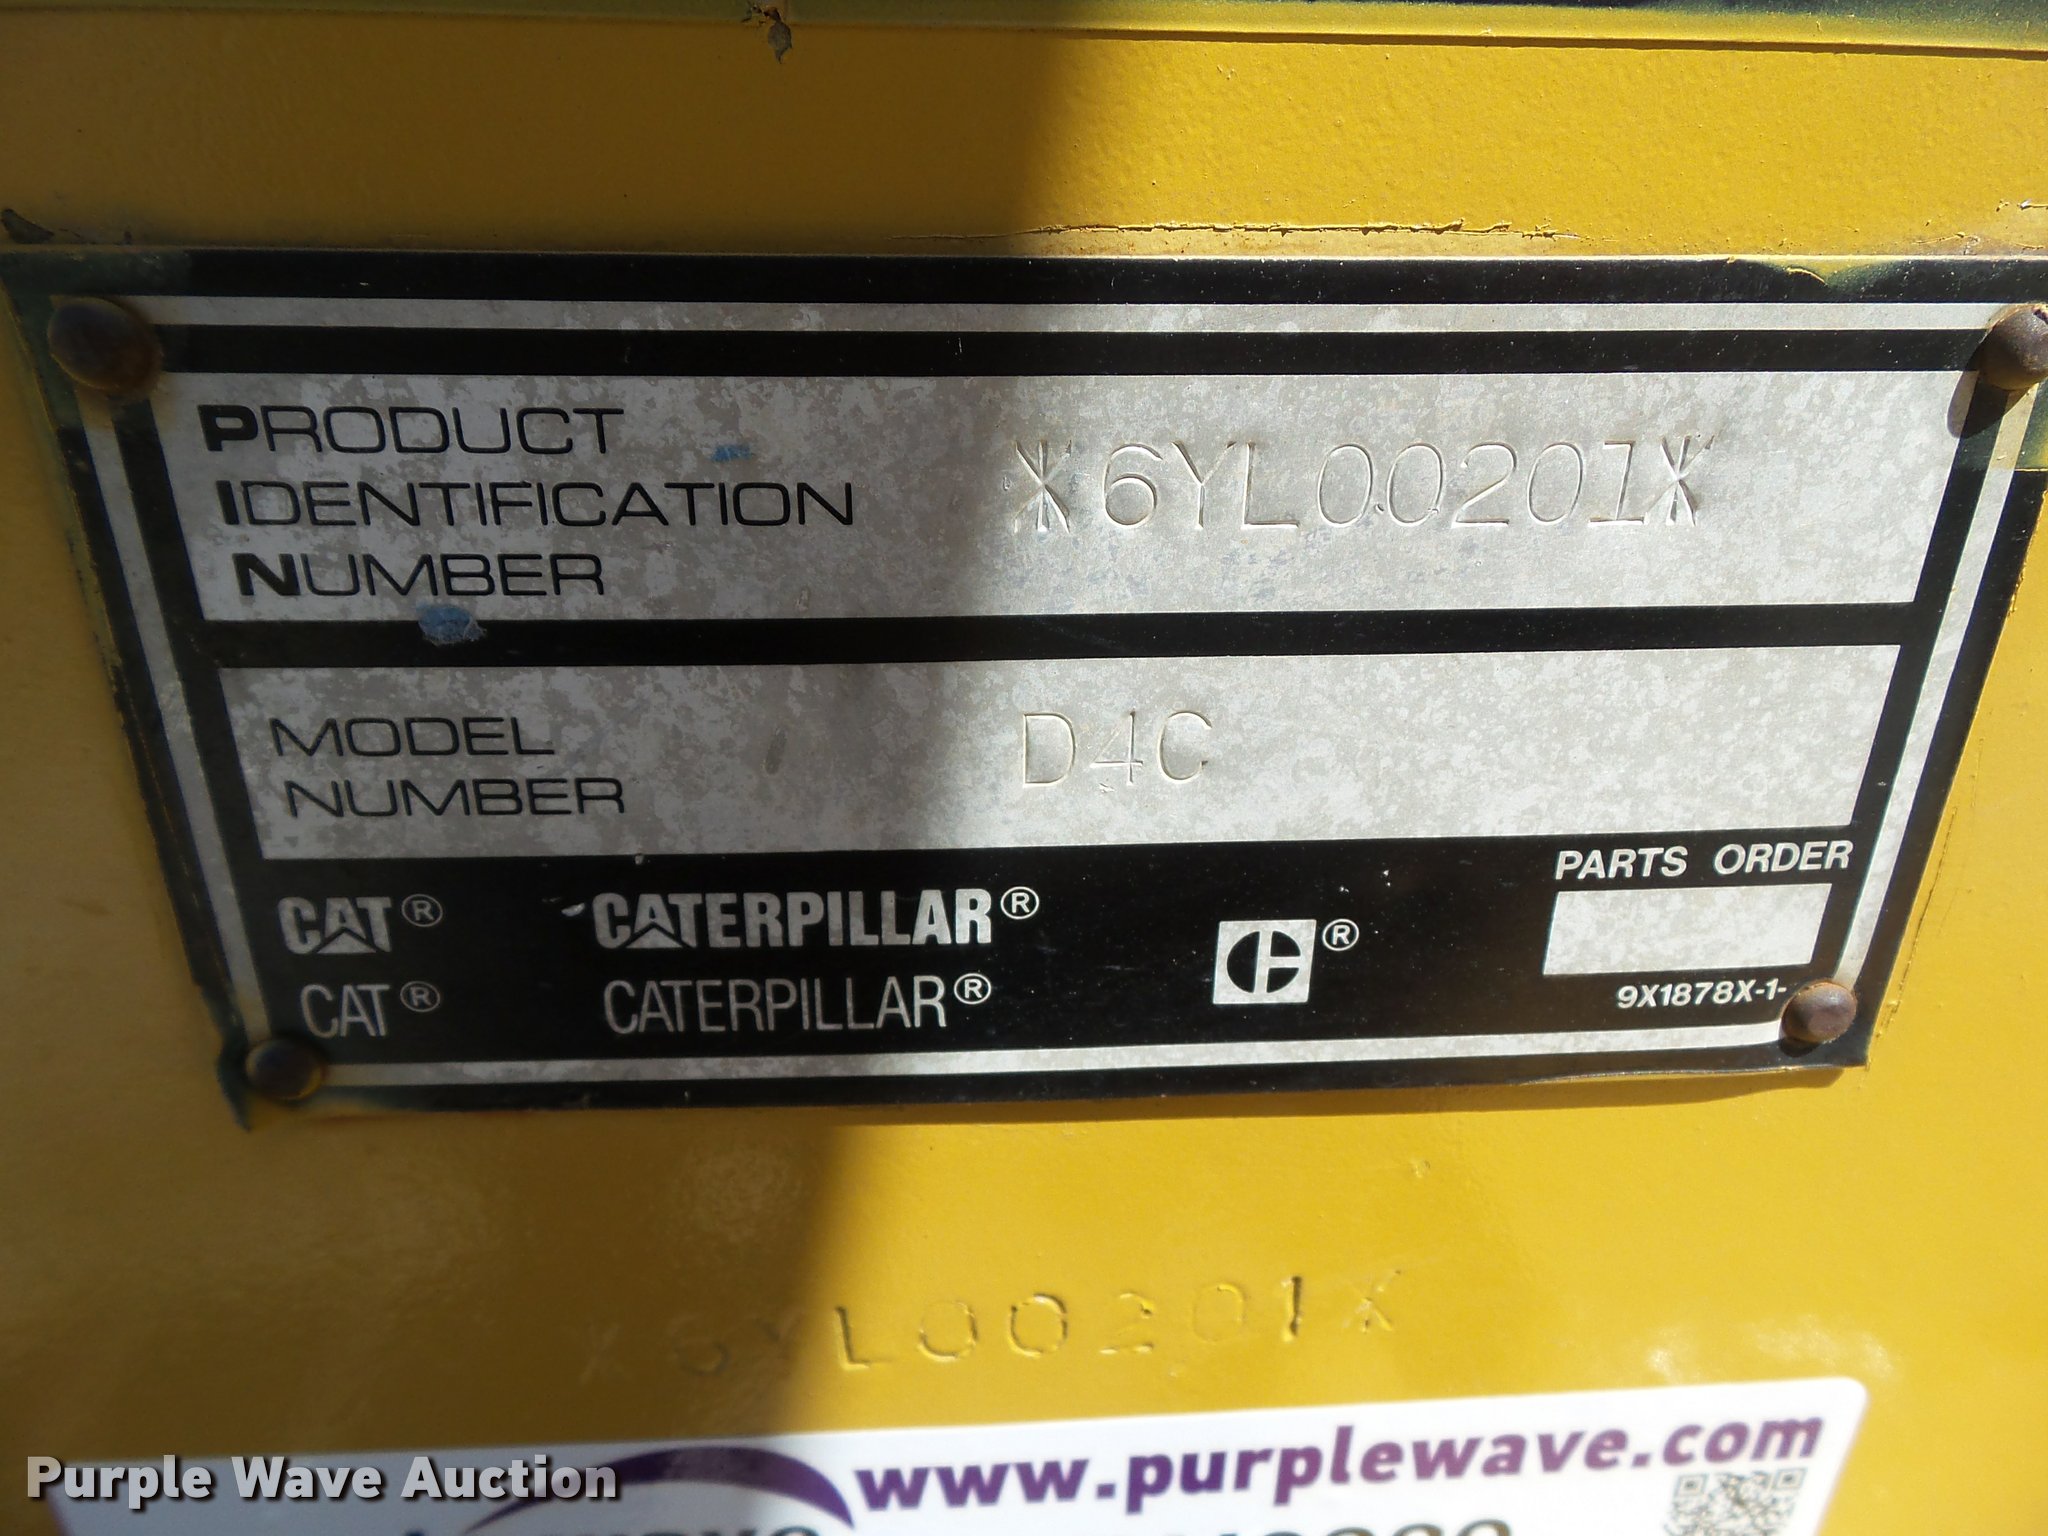 PRODUCT
IDENTIFICATION
NUMBER
*6YL00201*
MODEL
NUMBER
D4C
CAT® CATERPILLAR® ®
CAT® CATERPILLAR®
PARTS ORDER
9X1878X-1-
X6YL00201X
www.purplewave.com
Purple Wave Auction